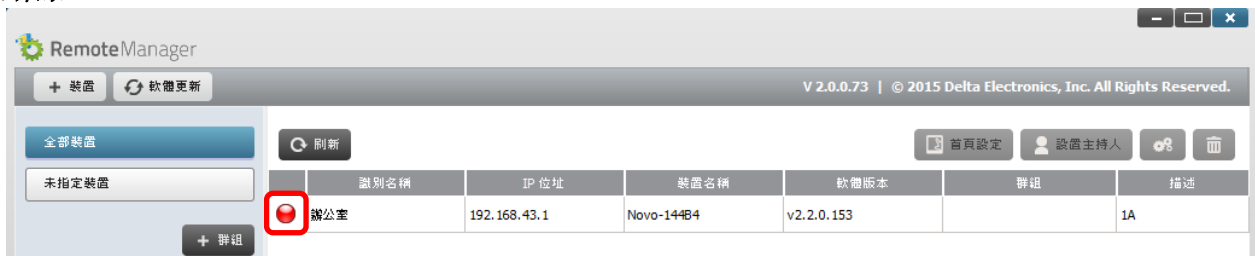 RemoteManager
+ 裝置 軟體更新 V 2.0.0.73 | © 2015 Delta Electronics, Inc. All Rights Reserved.
全部裝置 刷新 首頁設定 設置主持人
未指定裝置 識別名稱 IP 位址 裝置名稱 軟體版本 群組 描述
辦公室 192.168.43.1 Novo-144B4 v2.2.0.153 1A
+ 群組